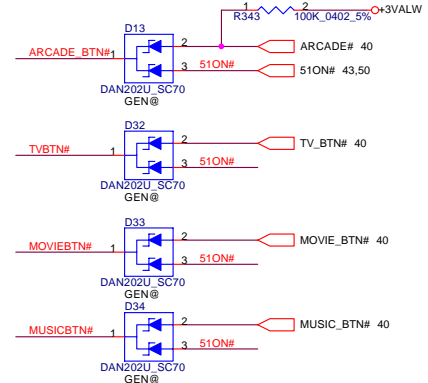 1 2 +3VALW
R343 100K_0402_5%
D13
ARCADE_BTN# 1 2 ARCADE# 40
3 51ON# 51ON# 43,50
DAN202U_SC70
GEN@
D32
TVBTN# 1 2 TV_BTN# 40
3 51ON#
DAN202U_SC70
GEN@
D33
MOVIEBTN# 1 2 MOVIE_BTN# 40
3 51ON#
DAN202U_SC70
GEN@
D34
MUSICBTN# 1 2 MUSIC_BTN# 40
3 51ON#
DAN202U_SC70
GEN@